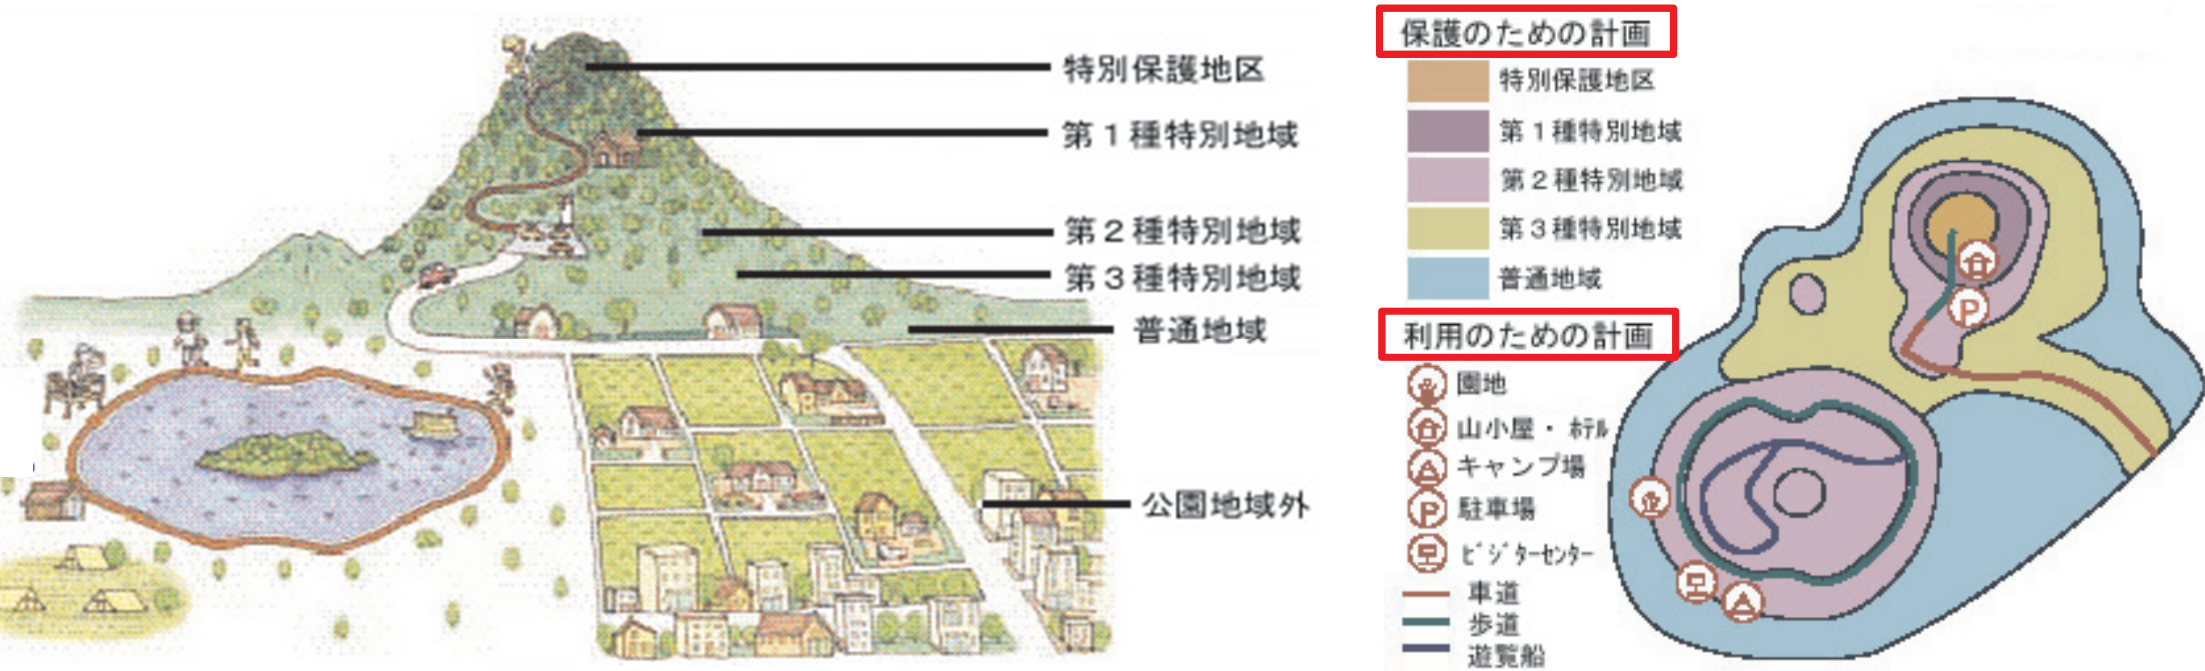 特別保護地区
第1種特別地域
第2種特別地域
第3種特別地域
普通地域
公園地域外
保護のための計画
特別保護地区
第1種特別地域
第2種特別地域
第3種特別地域
普通地域
利用のための計画
園地
山小屋・ホテル
キャンプ場
P 駐車場
ビジターセンター
車道
歩道
遊覧船
P